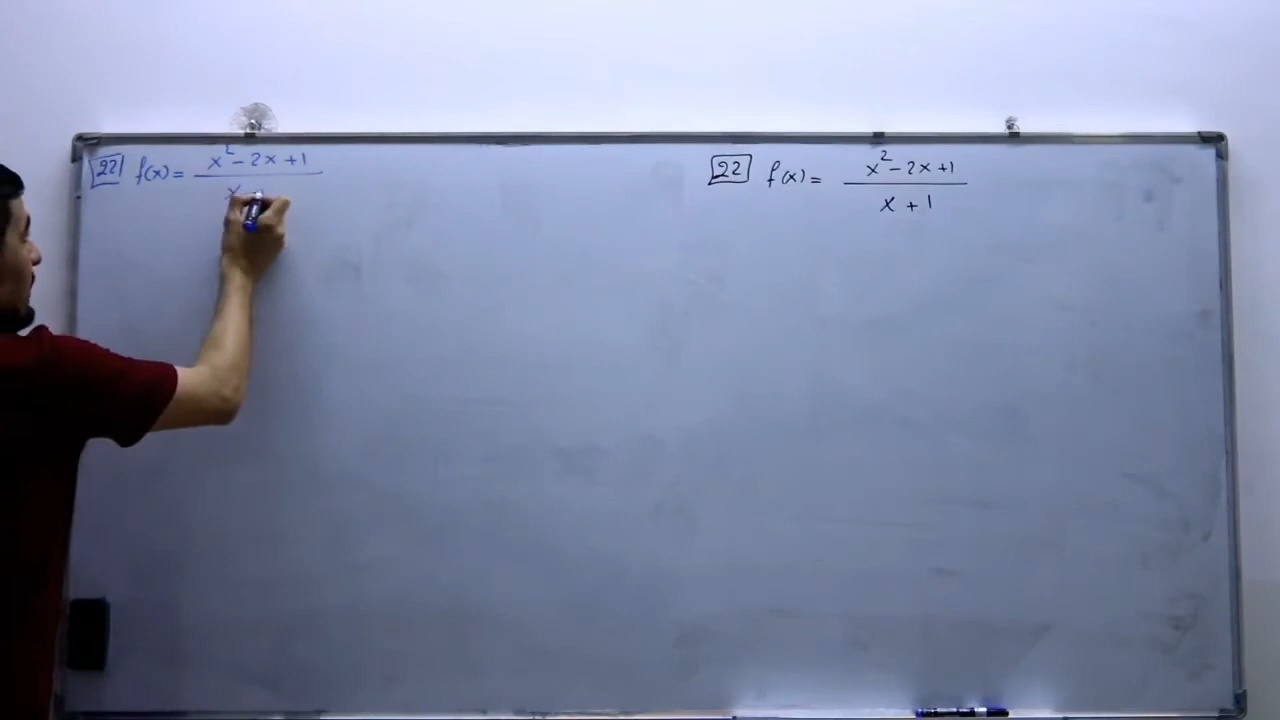 22 f(x) = x² - 2x + 1
x
22 f(x) = x² - 2x + 1
x + 1